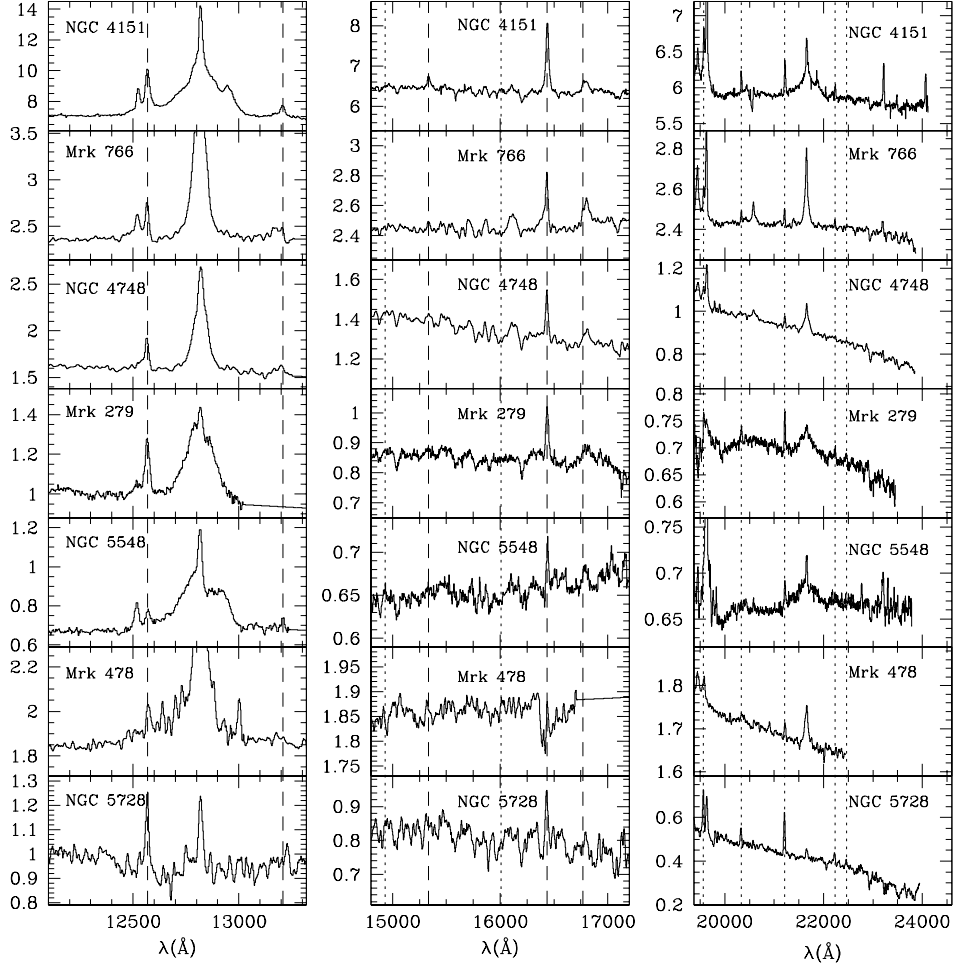 14
12
10
8
NGC 4151
8
7
6
NGC 4151
7
6.5
6
5.5
NGC 4151
3.5
3
2.5
Mrk 766
3
2.8
2.6
2.4
Mrk 766
2.8
2.6
2.4
Mrk 766
2.5
2
1.5
NGC 4748
1.6
1.4
1.2
NGC 4748
1.2
1
0.8
NGC 4748
1.4
1.2
1
Mrk 279
1
0.9
0.8
0.7
Mrk 279
0.8
0.75
0.7
0.65
0.6
Mrk 279
1.2
1
0.8
0.6
NGC 5548
0.7
0.65
0.6
NGC 5548
0.75
0.7
0.65
NGC 5548
2.2
2
1.8
Mrk 478
1.95
1.9
1.85
1.8
1.75
Mrk 478
1.8
1.7
1.6
Mrk 478
1.3
1.2
1.1
1
0.9
0.8
NGC 5728
0.9
0.8
0.7
NGC 5728
0.6
0.4
0.2
NGC 5728
12500 13000
15000 16000 17000
20000 22000 24000
λ(Å)
λ(Å)
λ(Å)